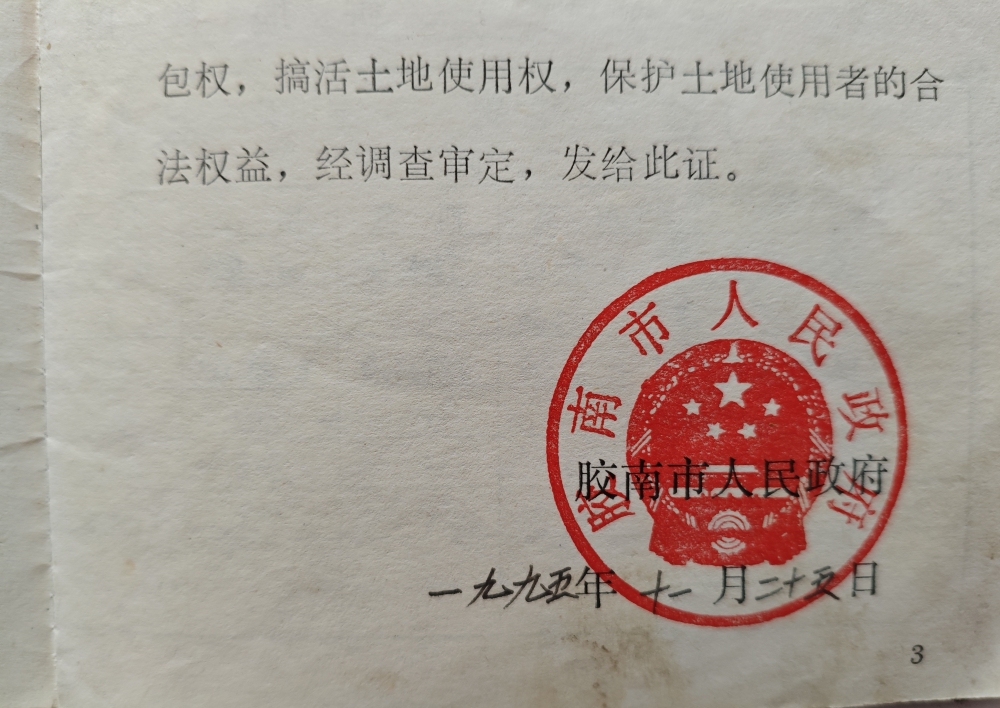 包权，搞活土地使用权，保护土地使用者的合
法权益，经调查审定，发给此证。
胶南市人民政府
胶南市人民政府
一九九五年十一月二十五日
3